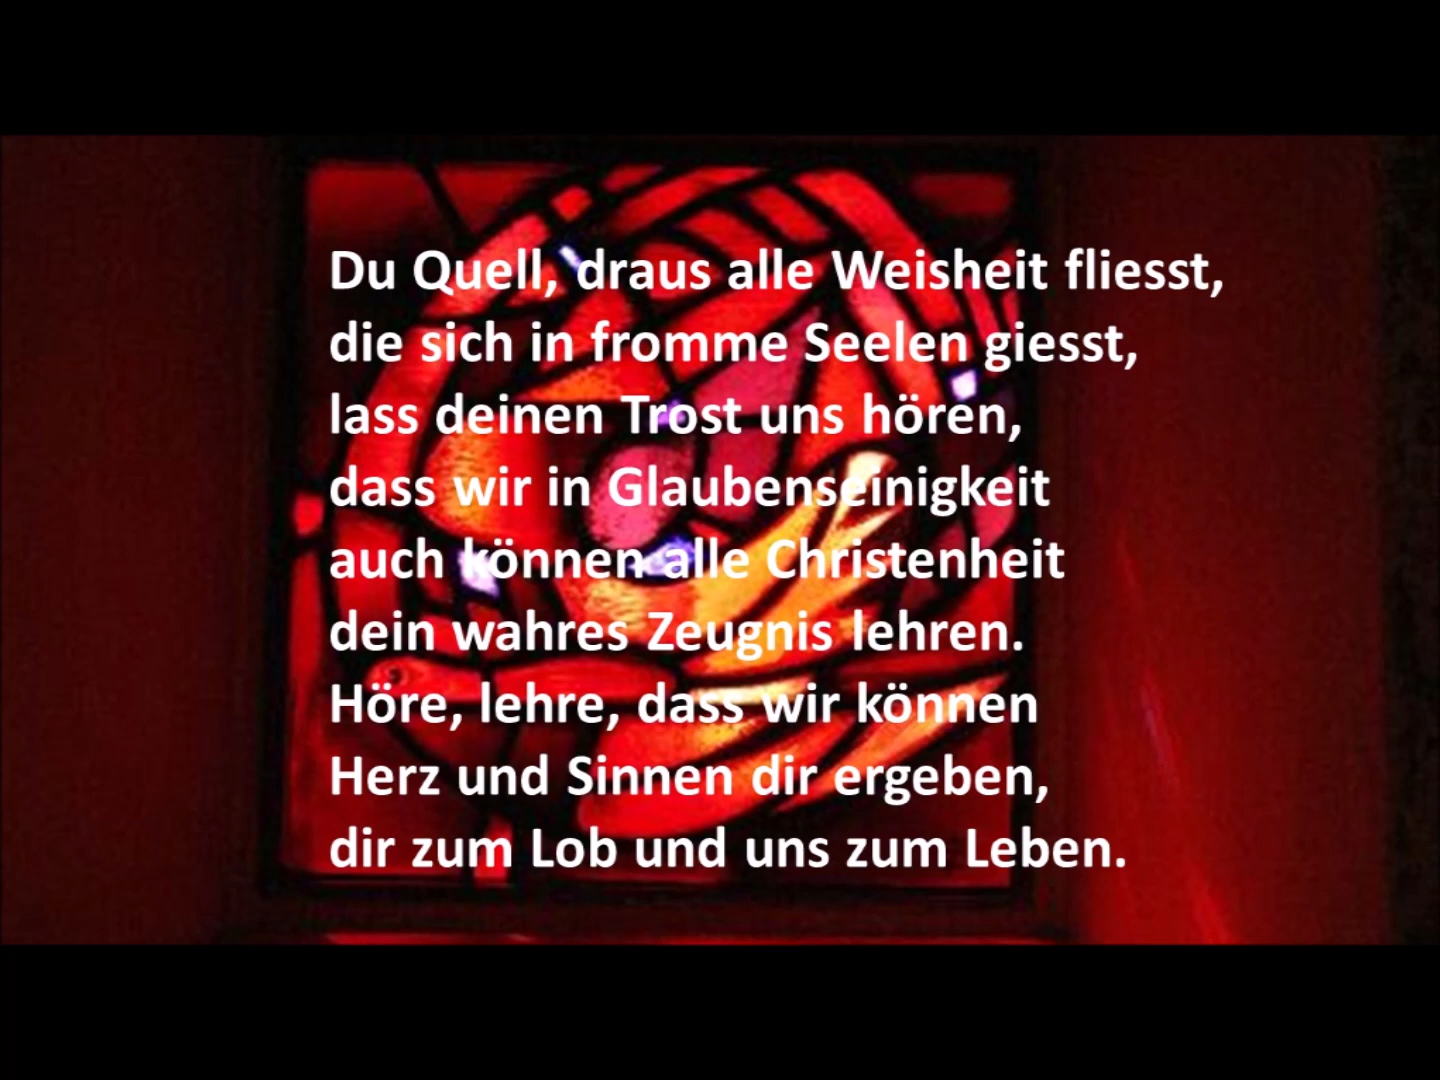 Du Quell, draus alle Weisheit fliesst,
die sich in fromme Seelen giesst,
lass deinen Trost uns hören,
dass wir in Glaubenseinigkeit
auch können alle Christenheit
dein wahres Zeugnis lehren.
Höre, lehre, dass wir können
Herz und Sinnen dir ergeben,
dir zum Lob und uns zum Leben.